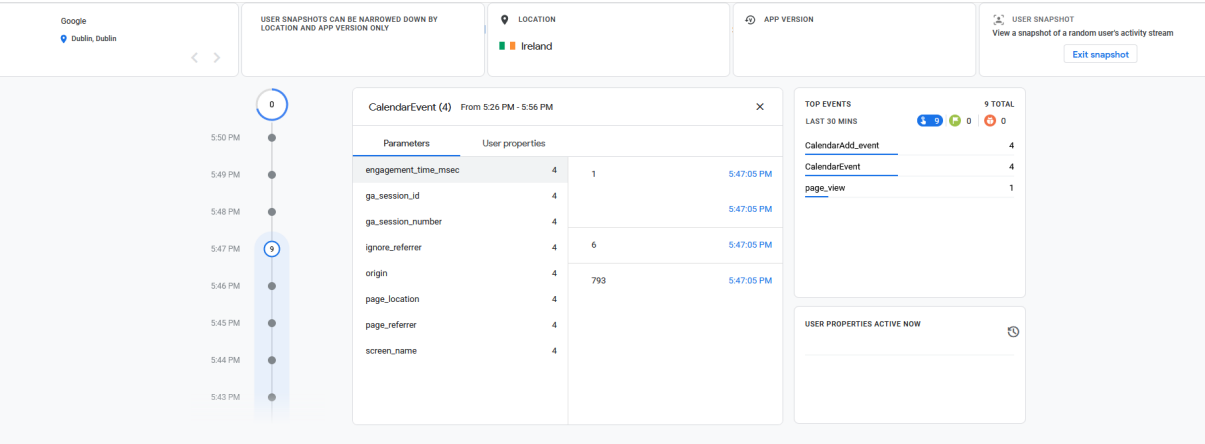 Google
Dublin, Dublin
USER SNAPSHOTS CAN BE NARROWED DOWN BY
LOCATION AND APP VERSION ONLY
LOCATION
Ireland
APP VERSION
USER SNAPSHOT
View a snapshot of a random user's activity stream
Exit snapshot
0
5:50 PM
5:49 PM
5:48 PM
5:47 PM
9
5:46 PM
5:45 PM
5:44 PM
5:43 PM
CalendarEvent (4) From 5:26 PM - 5:56 PM
Parameters User properties
engagement_time_msec 4
ga_session_id 4
ga_session_number 4
ignore_referrer 4
origin 4
page_location 4
page_referrer 4
screen_name 4
1 5:47:05 PM
5:47:05 PM
6 5:47:05 PM
793 5:47:05 PM
TOP EVENTS 9 TOTAL
LAST 30 MINS 9 0 0
CalendarAdd_event 4
CalendarEvent 4
page_view 1
USER PROPERTIES ACTIVE NOW